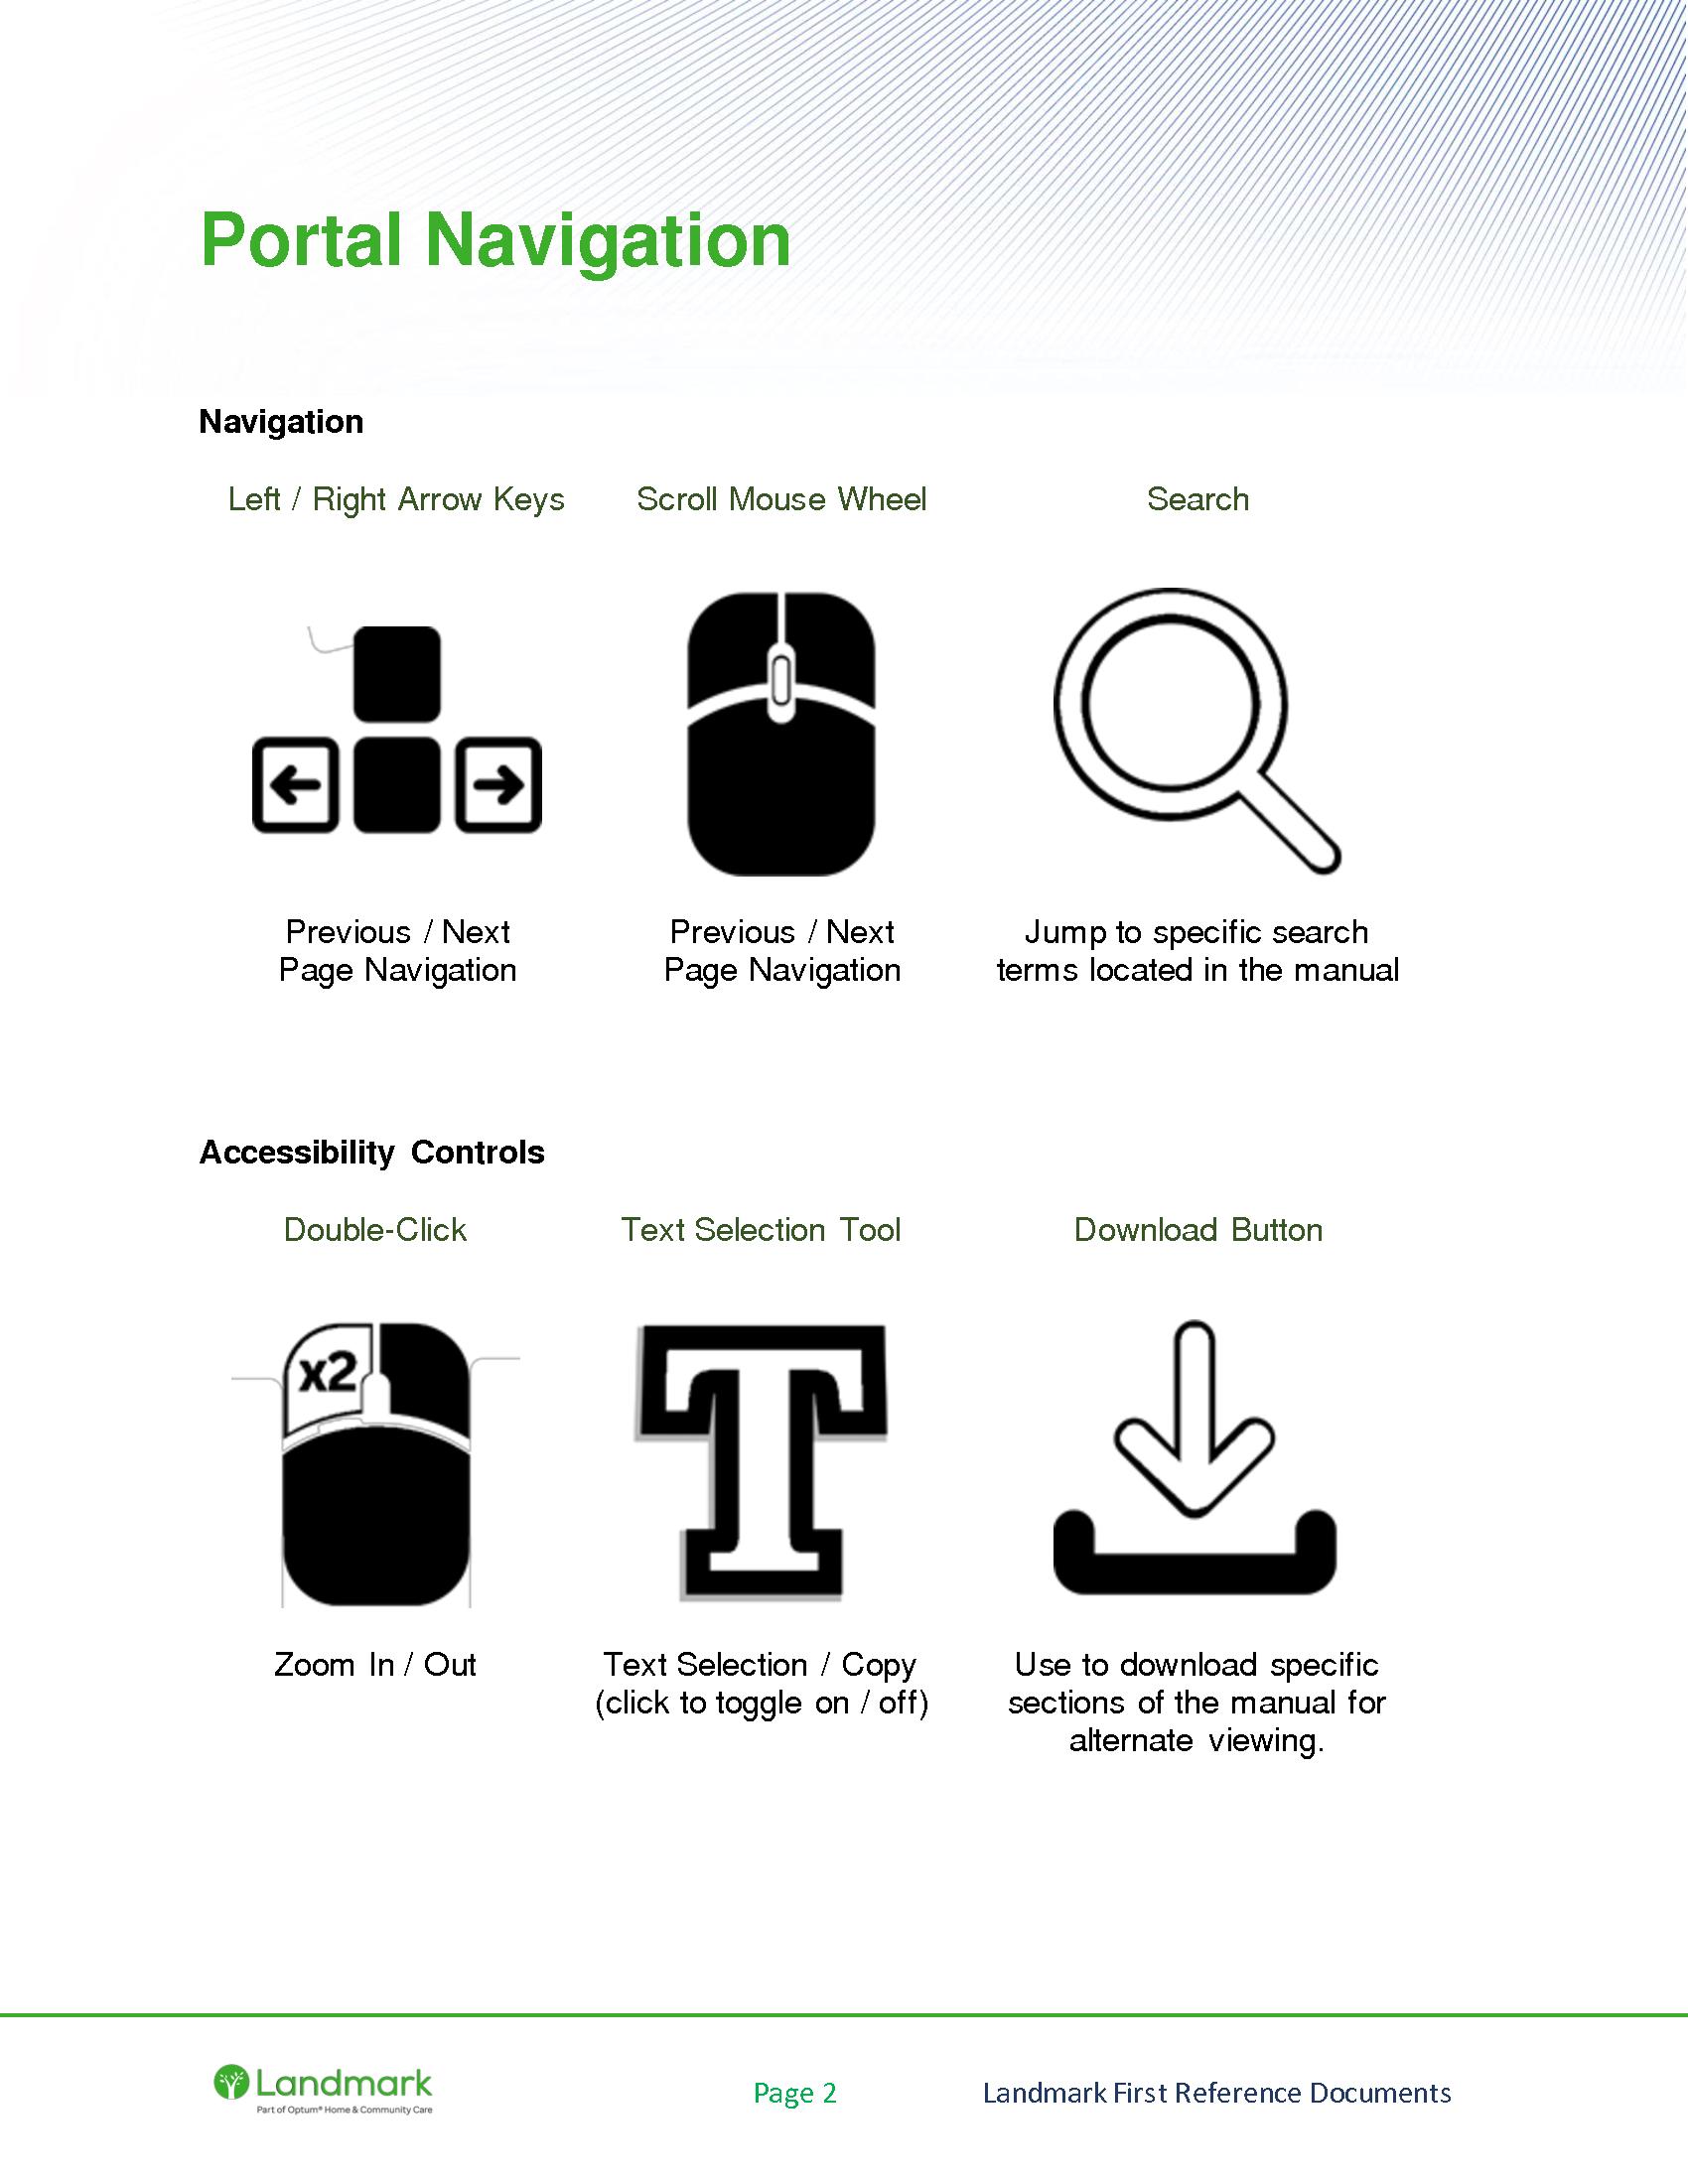 Portal Navigation
Navigation
Left / Right Arrow Keys
Scroll Mouse Wheel
Search
Previous / Next
Page Navigation
Previous / Next
Page Navigation
Jump to specific search
terms located in the manual
Accessibility Controls
Double-Click
Text Selection Tool
Download Button
x2
T
Zoom In / Out
Text Selection / Copy
(click to toggle on / off)
Use to download specific
sections of the manual for
alternate viewing.
Landmark
Part of Optum® Home & Community Care
Page 2
Landmark First Reference Documents